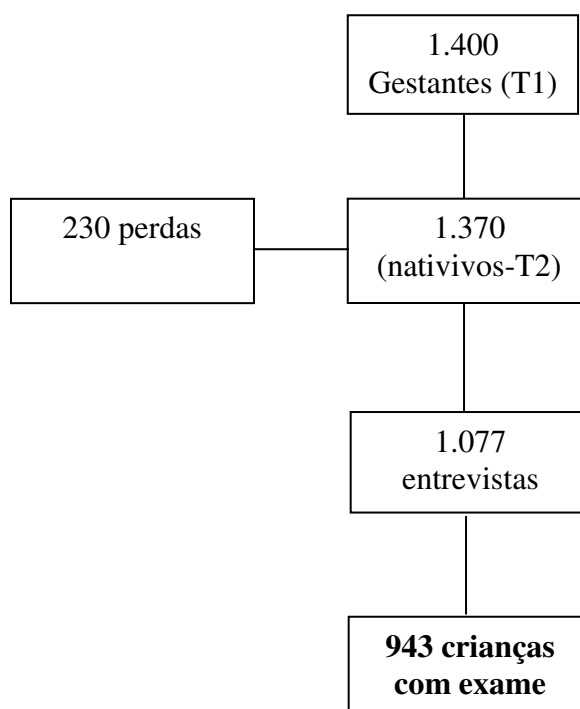 1.400
Gestantes (T1)
230 perdas
1.370
(nativivos-T2)
1.077
entrevistas
943 crianças
com exame